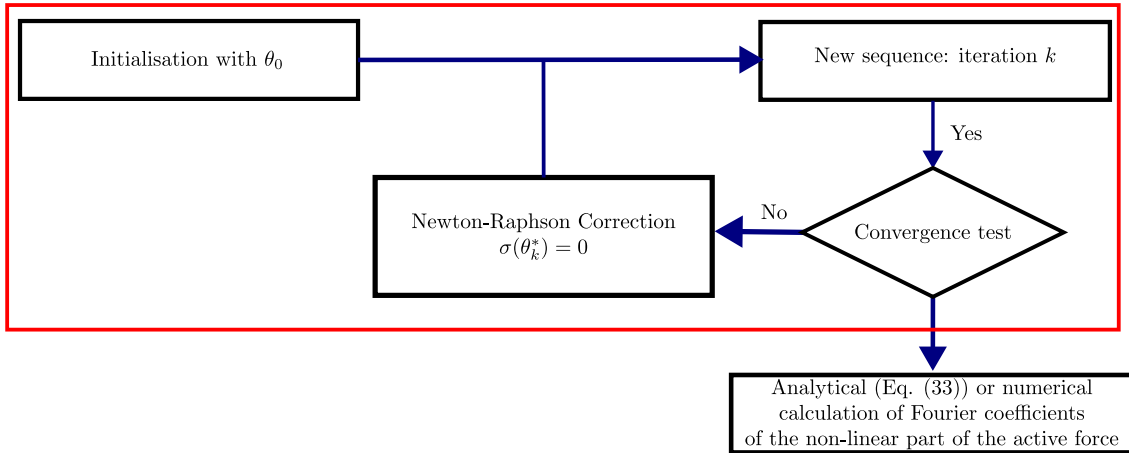 Initialisation with θ₀
New sequence: iteration k
Yes
Newton-Raphson Correction
σ(θ*ₖ) = 0
No
Convergence test
Analytical (Eq. (33)) or numerical
calculation of Fourier coefficients
of the non-linear part of the active force